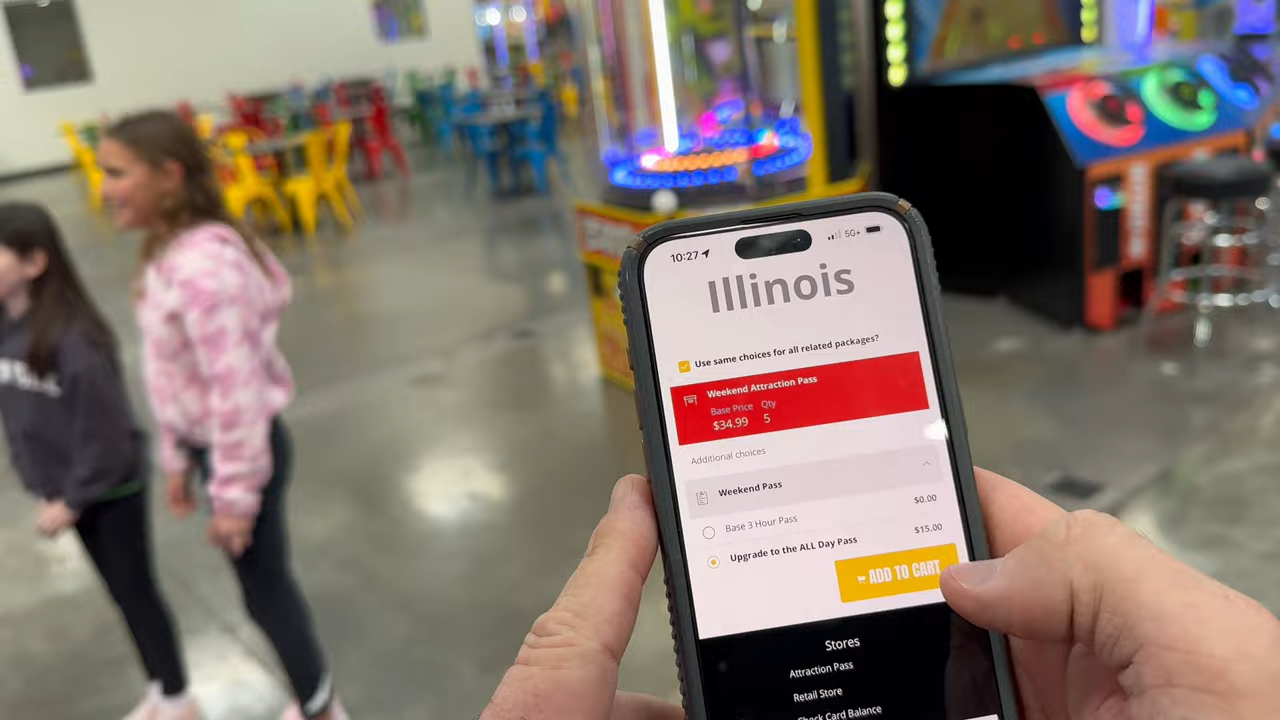 10:27
5G+
Illinois
Use same choices for all related packages?
Weekend Attraction Pass
Base Price Qty
$34.99 5
Additional choices
Weekend Pass
Base 3 Hour Pass $0.00
Upgrade to the ALL Day Pass $15.00
ADD TO CART
Stores
Attraction Pass
Retail Store
Check Card Balance